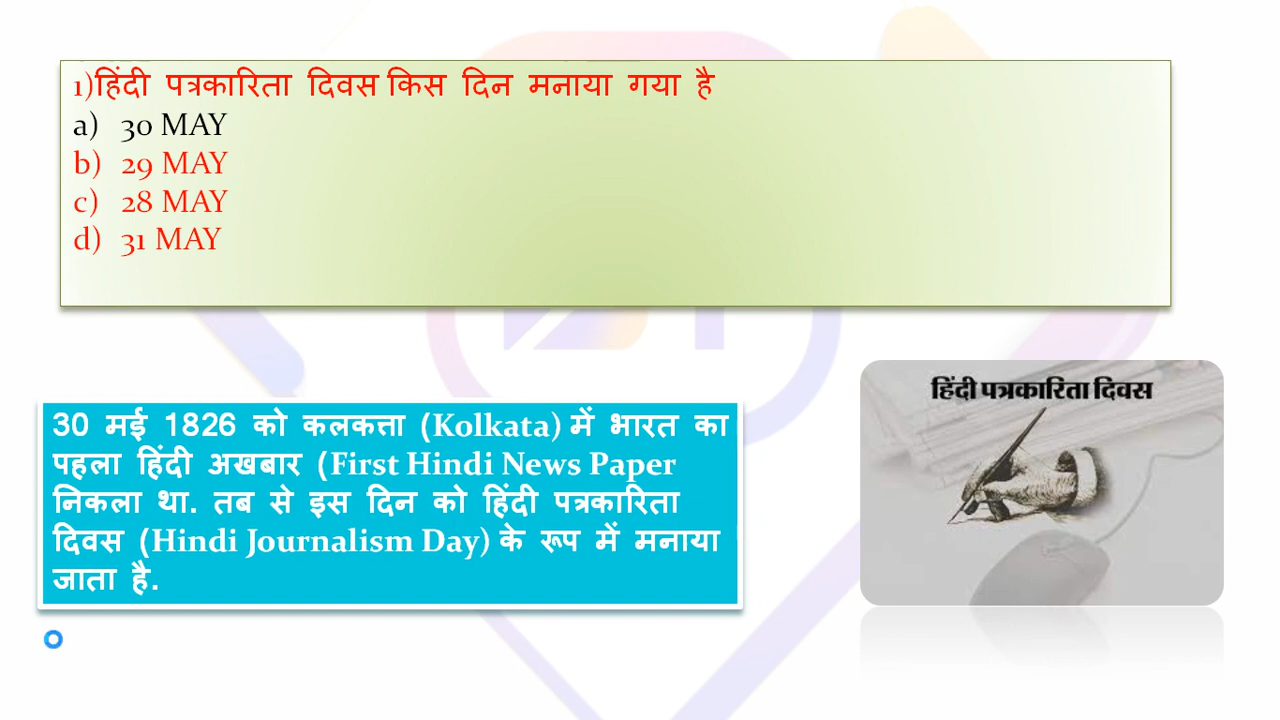 1)हिंदी पत्रकारिता दिवस किस दिन मनाया गया है
a) 30 MAY
b) 29 MAY
c) 28 MAY
d) 31 MAY
30 मई 1826 को कलकत्ता (Kolkata) में भारत का
पहला हिंदी अखबार (First Hindi News Paper
निकला था. तब से इस दिन को हिंदी पत्रकारिता
दिवस (Hindi Journalism Day) के रूप में मनाया
जाता है.
हिंदी पत्रकारिता दिवस